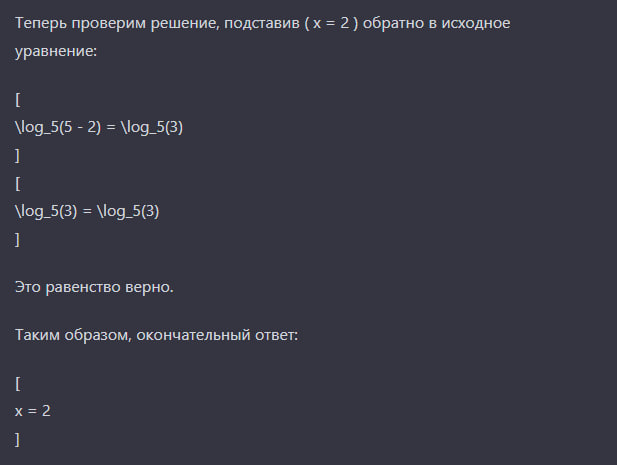 Теперь проверим решение, подставив ( x = 2 ) обратно в исходное
уравнение:
[
\log_5(5 - 2) = \log_5(3)
]
[
\log_5(3) = \log_5(3)
]
Это равенство верно.
Таким образом, окончательный ответ:
[
x = 2
]